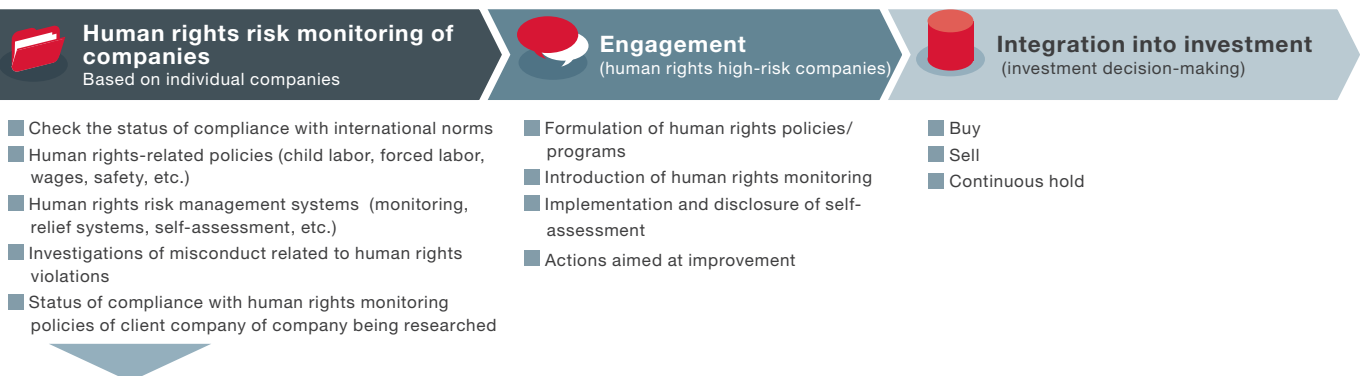 Human rights risk monitoring of
companies
Based on individual companies
Engagement
(human rights high-risk companies)
Integration into investment
(investment decision-making)
Check the status of compliance with international norms
Human rights-related policies (child labor, forced labor,
wages, safety, etc.)
Human rights risk management systems (monitoring,
relief systems, self-assessment, etc.)
Investigations of misconduct related to human rights
violations
Status of compliance with human rights monitoring
policies of client company of company being researched
Formulation of human rights policies/
programs
Introduction of human rights monitoring
Implementation and disclosure of self-
assessment
Actions aimed at improvement
Buy
Sell
Continuous hold